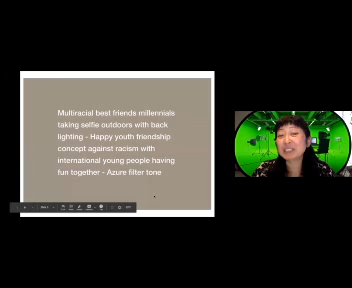 Multiracial best friends millennials
taking selfie outdoors with back
lighting - Happy youth friendship
concept against racism with
international young people having
fun together - Azure filter tone